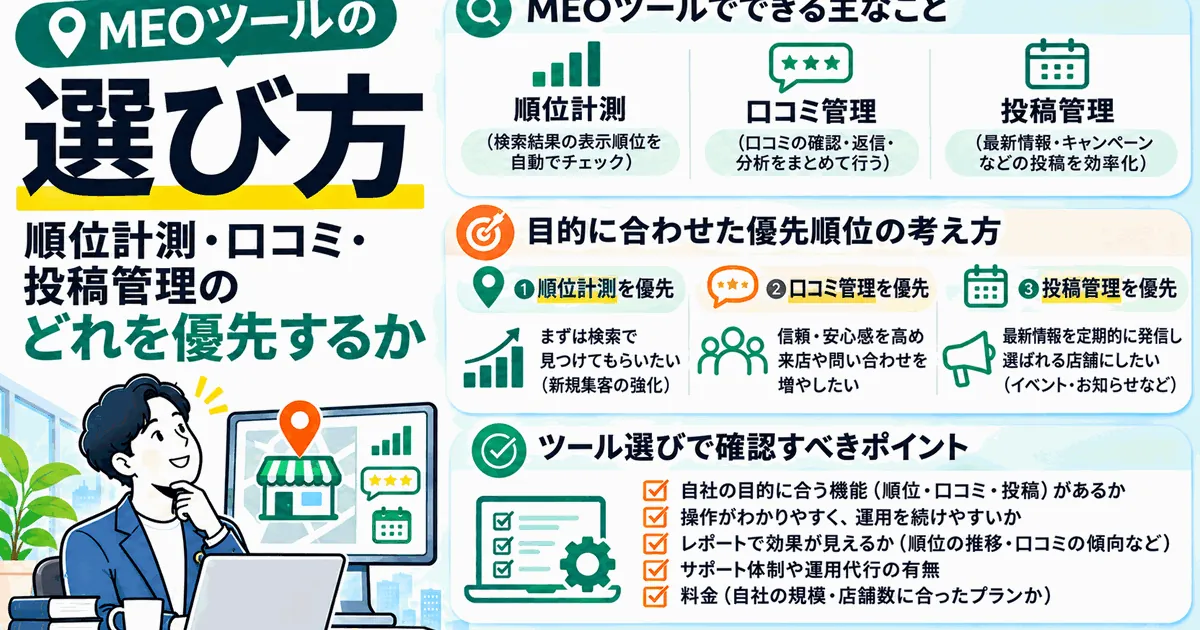 MEOツールの
選び方
順位計測・口コミ・
投稿管理の
どれを優先するか
MEOツールでできる主なこと
順位計測
（検索結果の表示順位を
自動でチェック）
口コミ管理
（口コミの確認・返信・
分析をまとめて行う）
投稿管理
（最新情報・キャンペーン
などの投稿を効率化）
目的に合わせた優先順位の考え方
❶順位計測を優先
まずは検索で
見つけてもらいたい
（新規集客の強化）
❷口コミ管理を優先
信頼・安心感を高め
来店や問い合わせを
増やしたい
❸投稿管理を優先
最新情報を定期的に発信し
選ばれる店舗にしたい
（イベント・お知らせなど）
ツール選びで確認すべきポイント
自社の目的に合う機能（順位・口コミ・投稿）があるか
操作がわかりやすく、運用を続けやすいか
レポートで効果が見えるか（順位の推移・口コミの傾向など）
サポート体制や運用代行の有無
料金（自社の規模・店舗数に合ったプランか）